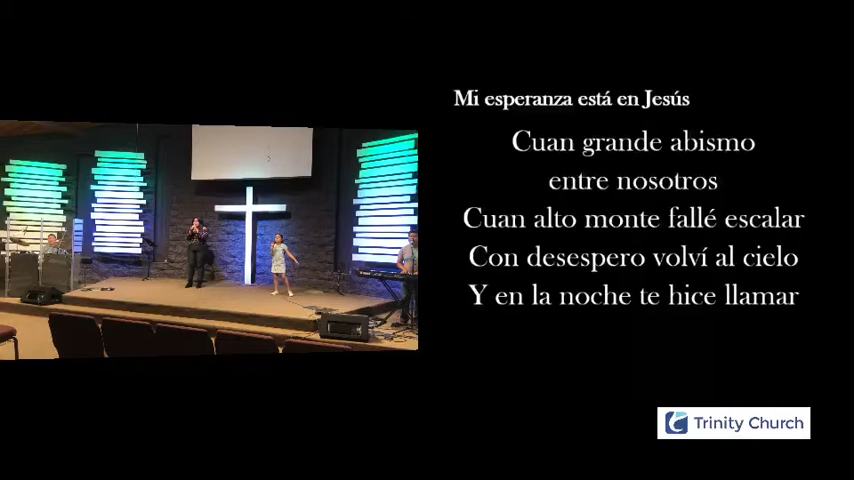 Mi esperanza está en Jesús
Cuan grande abismo
entre nosotros
Cuan alto monte fallé escalar
Con desespero volví al cielo
Y en la noche te hice llamar
Trinity Church